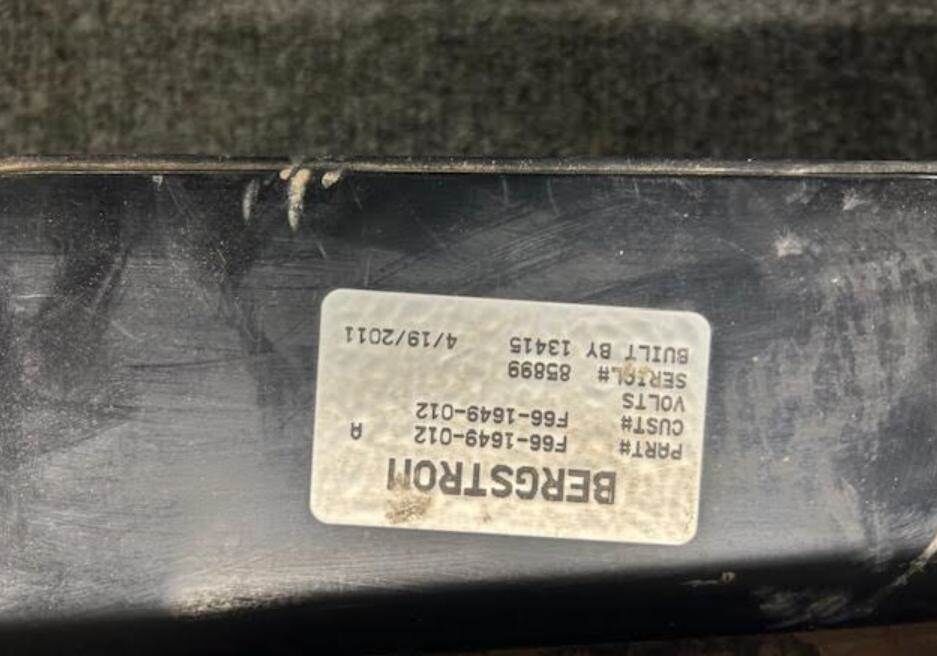 BERGSTROM
PART# F66-1649-012 A
CUST# F66-1649-012
VOLTS
SERIAL# 85899
BUILT BY 13415 4/19/2011